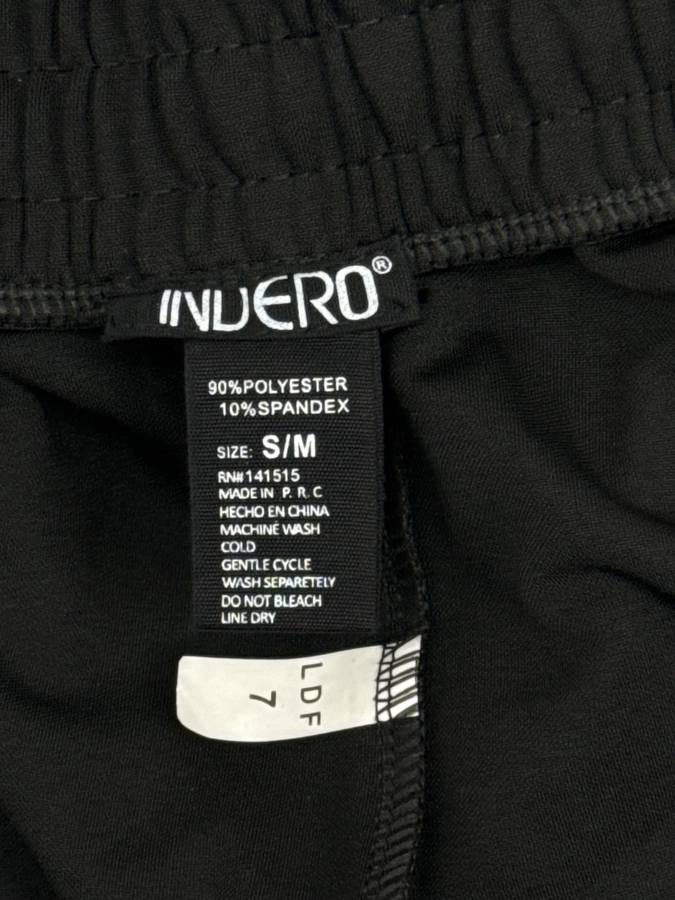 INDERO®
90%POLYESTER
10%SPANDEX
SIZE: S/M
RN#141515
MADE IN P. R. C
HECHO EN CHINA
MACHINE WASH
COLD
GENTLE CYCLE
WASH SEPARETELY
DO NOT BLEACH
LINE DRY
LDF
7